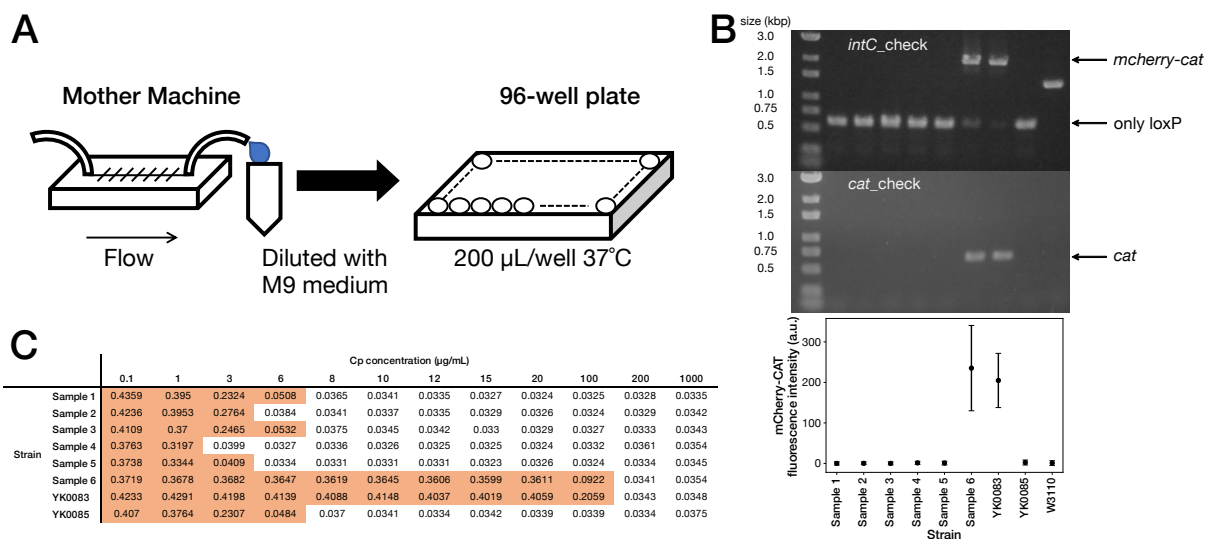 A
Mother Machine
96-well plate
Flow
Diluted with
M9 medium
200 µL/well 37℃
B
size (kbp)
3.0
2.0
1.5
1.0
0.75
0.5
intC_check
mcherry-cat
only loxP
3.0
2.0
1.5
1.0
0.75
0.5
cat_check
cat
mCherry-CAT
fluorescence intensity (a.u.)
300
200
100
0
Sample 1
Sample 2
Sample 3
Sample 4
Sample 5
Sample 6
YK0083
YK0085
W3110
Strain
C
Cp concentration (µg/mL)
0.1 1 3 6 8 10 12 15 20 100 200 1000
Strain
Sample 1 0.4359 0.395 0.2324 0.0508 0.0365 0.0341 0.0335 0.0327 0.0324 0.0325 0.0328 0.0335
Sample 2 0.4236 0.3953 0.2764 0.0384 0.0341 0.0337 0.0335 0.0329 0.0326 0.0324 0.0329 0.0342
Sample 3 0.4109 0.37 0.2465 0.0532 0.0375 0.0345 0.0342 0.033 0.0329 0.0327 0.0333 0.0343
Sample 4 0.3763 0.3197 0.0399 0.0327 0.0336 0.0326 0.0325 0.0325 0.0324 0.0332 0.0361 0.0354
Sample 5 0.3738 0.3344 0.0409 0.0334 0.0331 0.0331 0.0331 0.0323 0.0326 0.0324 0.0334 0.0345
Sample 6 0.3719 0.3678 0.3682 0.3647 0.3619 0.3645 0.3606 0.3599 0.3611 0.0922 0.0341 0.0354
YK0083 0.4233 0.4291 0.4198 0.4139 0.4088 0.4148 0.4037 0.4019 0.4059 0.2059 0.0343 0.0348
YK0085 0.407 0.3764 0.2307 0.0484 0.037 0.0341 0.0334 0.0342 0.0339 0.0339 0.0334 0.0375